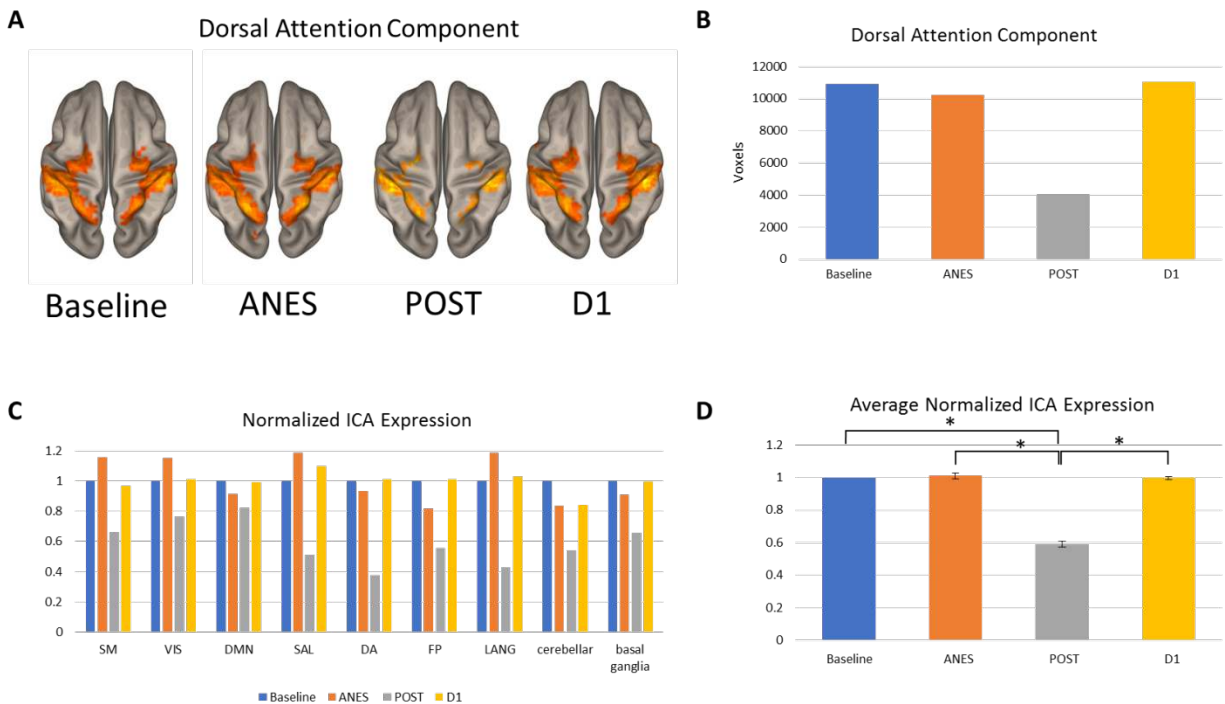 A
Dorsal Attention Component
Baseline
ANES
POST
D1
B
Dorsal Attention Component
Voxels
12000
10000
8000
6000
4000
2000
0
Baseline
ANES
POST
D1
C
Normalized ICA Expression
1.2
1
0.8
0.6
0.4
0.2
0
SM
VIS
DMN
SAL
DA
FP
LANG
cerebellar
basal
ganglia
Baseline
ANES
POST
D1
D
Average Normalized ICA Expression
*
*
*
1.2
1
0.8
0.6
0.4
0.2
0
Baseline
ANES
POST
D1